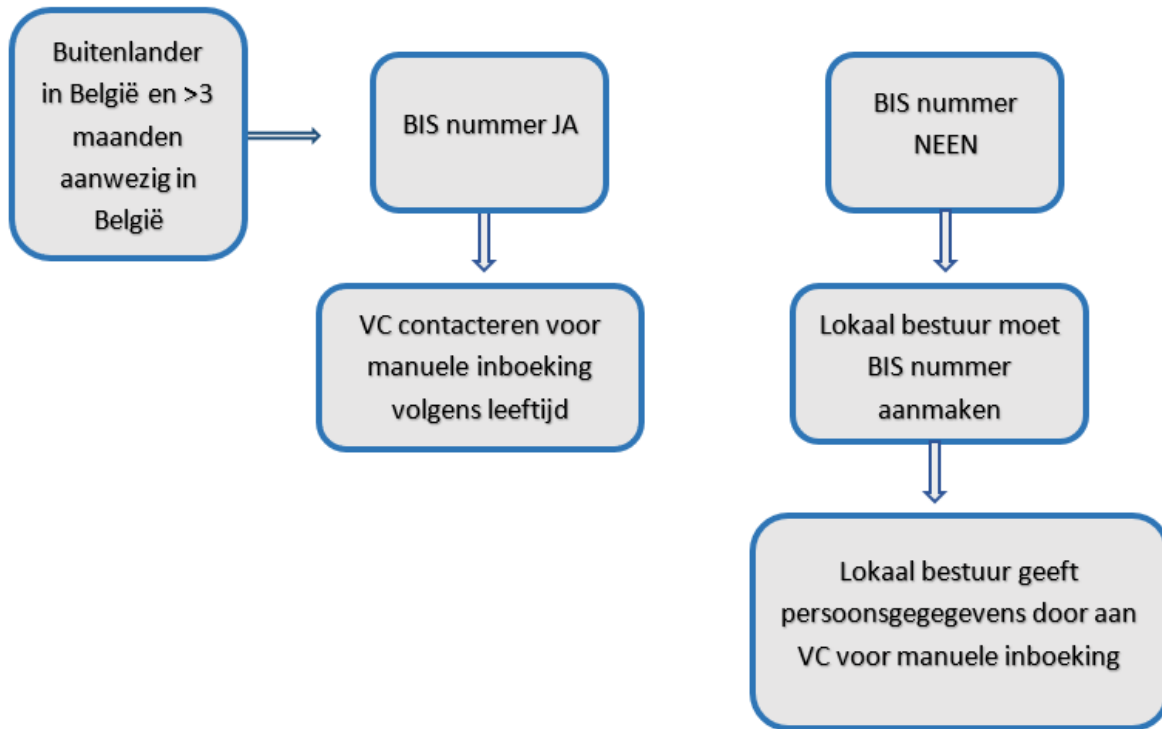 Buitenlander
in België en >3
maanden
aanwezig in
België
BIS nummer JA
BIS nummer
NEEN
VC contacteren voor
manuele inboeking
volgens leeftijd
Lokaal bestuur moet
BIS nummer
aanmaken
Lokaal bestuur geeft
persoonsgegegevens door aan
VC voor manuele inboeking